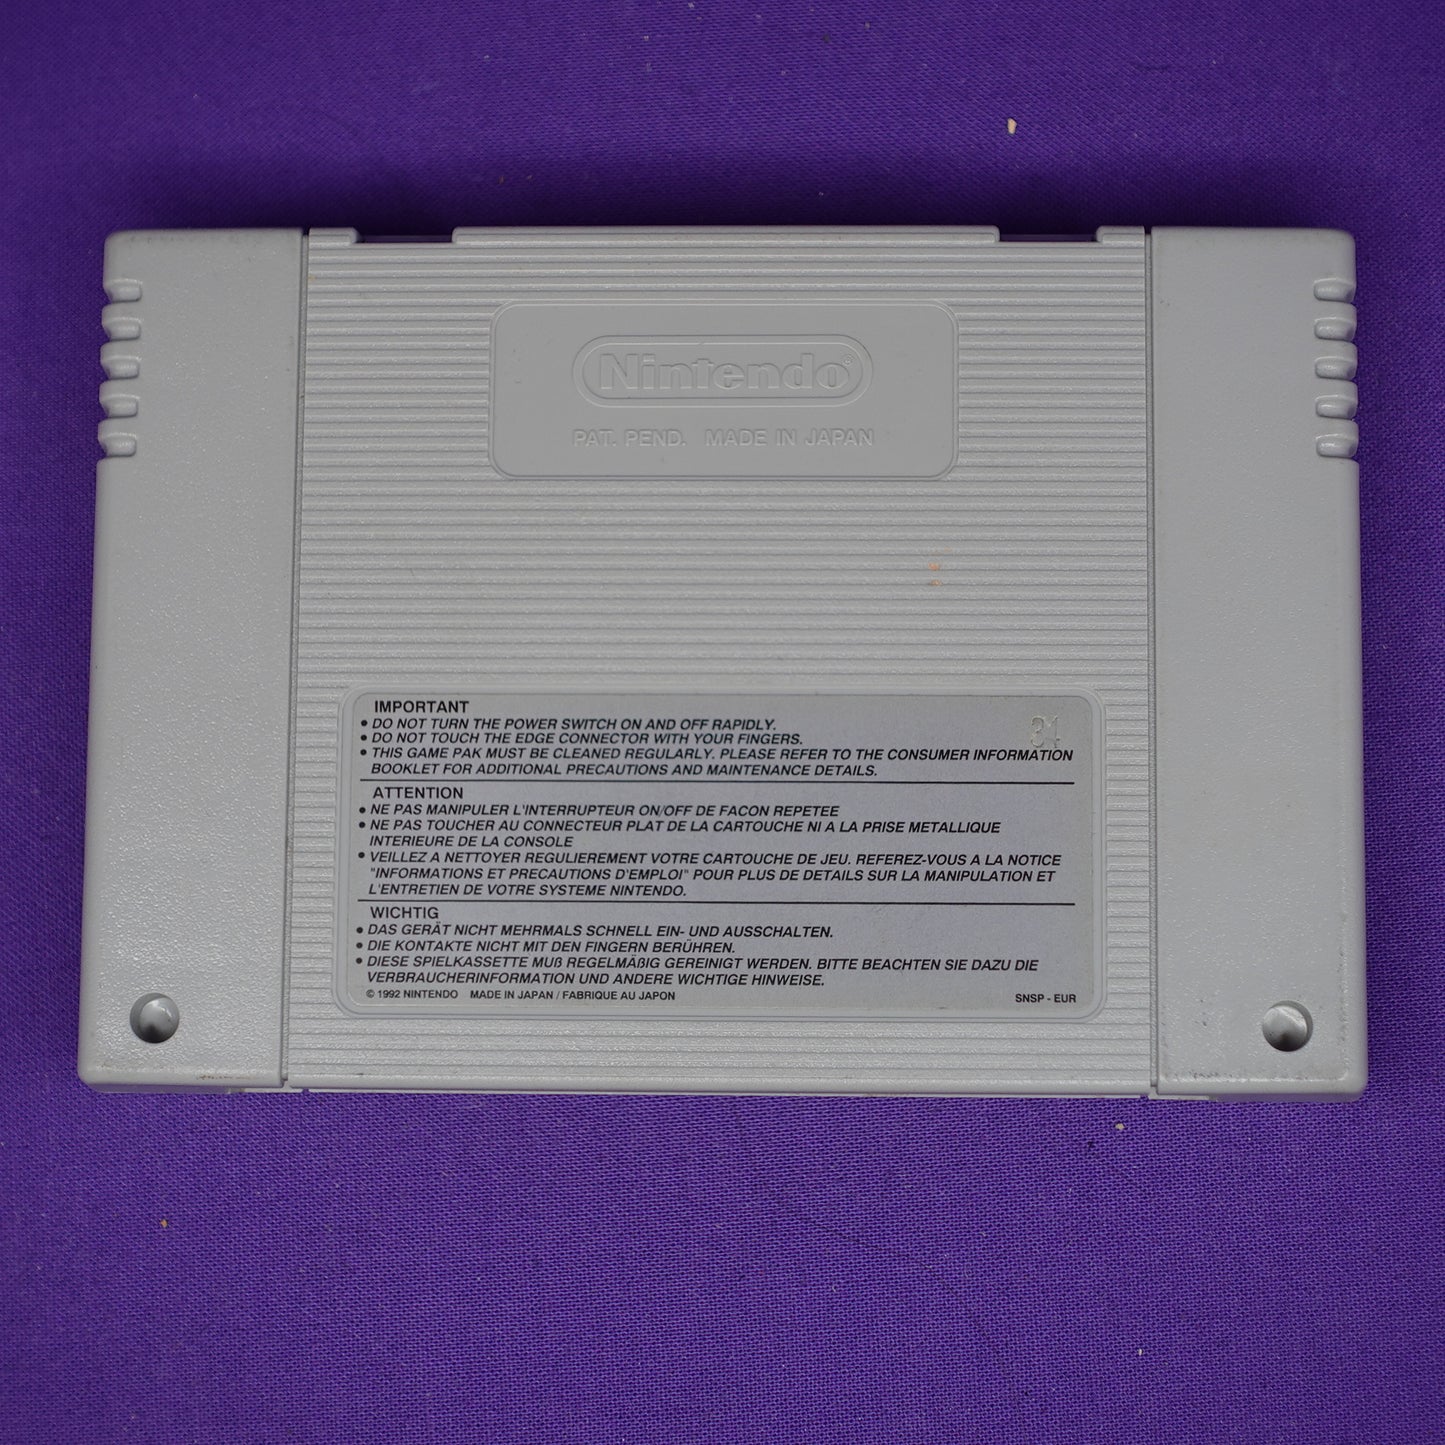 Nintendo®
PAT. PEND. MADE IN JAPAN
IMPORTANT
• DO NOT TURN THE POWER SWITCH ON AND OFF RAPIDLY.
• DO NOT TOUCH THE EDGE CONNECTOR WITH YOUR FINGERS.
• THIS GAME PAK MUST BE CLEANED REGULARLY. PLEASE REFER TO THE CONSUMER INFORMATION
BOOKLET FOR ADDITIONAL PRECAUTIONS AND MAINTENANCE DETAILS.
ATTENTION
• NE PAS MANIPULER L'INTERRUPTEUR ON/OFF DE FACON REPETEE
• NE PAS TOUCHER AU CONNECTEUR PLAT DE LA CARTOUCHE NI A LA PRISE METALLIQUE
INTERIEURE DE LA CONSOLE
• VEILLEZ A NETTOYER REGULIEREMENT VOTRE CARTOUCHE DE JEU. REFEREZ-VOUS A LA NOTICE
"INFORMATIONS ET PRECAUTIONS D'EMPLOI" POUR PLUS DE DETAILS SUR LA MANIPULATION ET
L'ENTRETIEN DE VOTRE SYSTEME NINTENDO.
WICHTIG
• DAS GERÄT NICHT MEHRMALS SCHNELL EIN- UND AUSSCHALTEN.
• DIE KONTAKTE NICHT MIT DEN FINGERN BERÜHREN.
• DIESE SPIELKASSETTE MUß REGELMÄßIG GEREINIGT WERDEN. BITTE BEACHTEN SIE DAZU DIE
VERBRAUCHERINFORMATION UND ANDERE WICHTIGE HINWEISE.
© 1992 NINTENDO MADE IN JAPAN / FABRIQUE AU JAPON SNSP - EUR